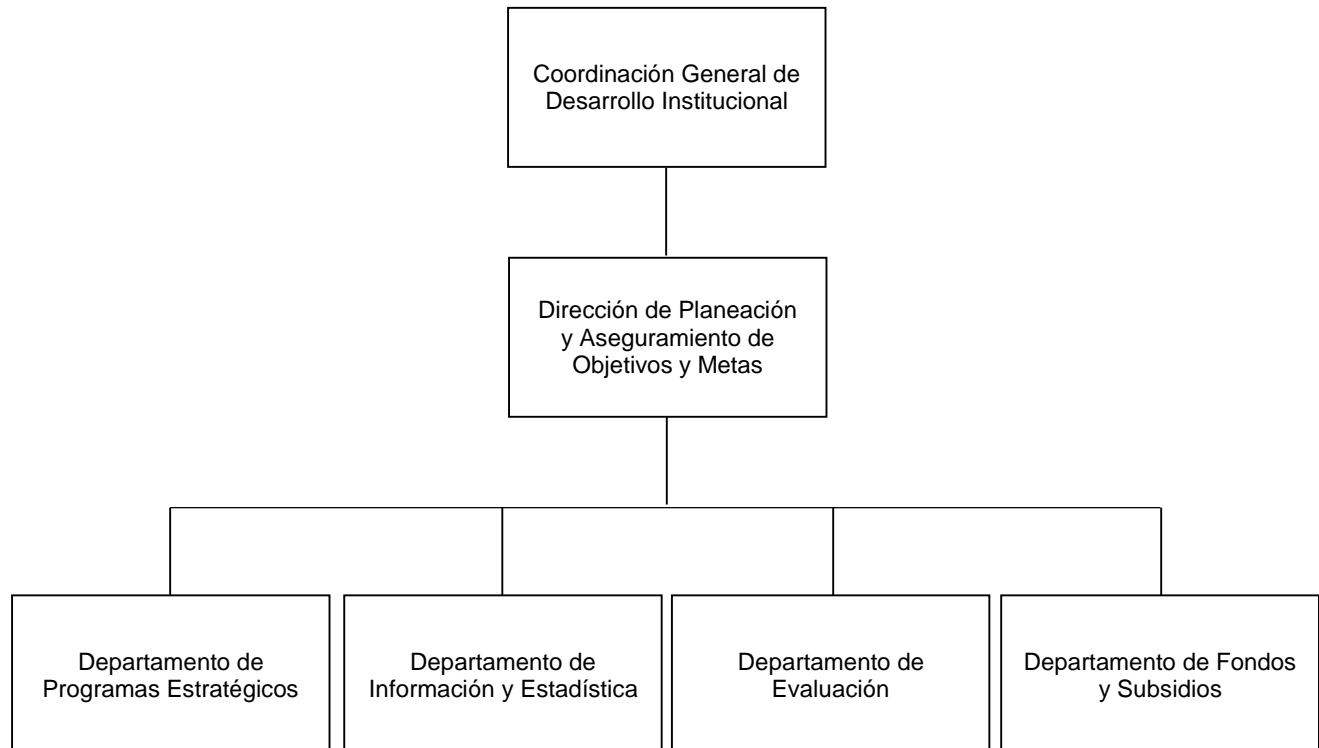 Coordinación General de
Desarrollo Institucional
Dirección de Planeación
y Aseguramiento de
Objetivos y Metas
Departamento de
Programas Estratégicos
Departamento de
Información y Estadística
Departamento de
Evaluación
Departamento de Fondos
y Subsidios